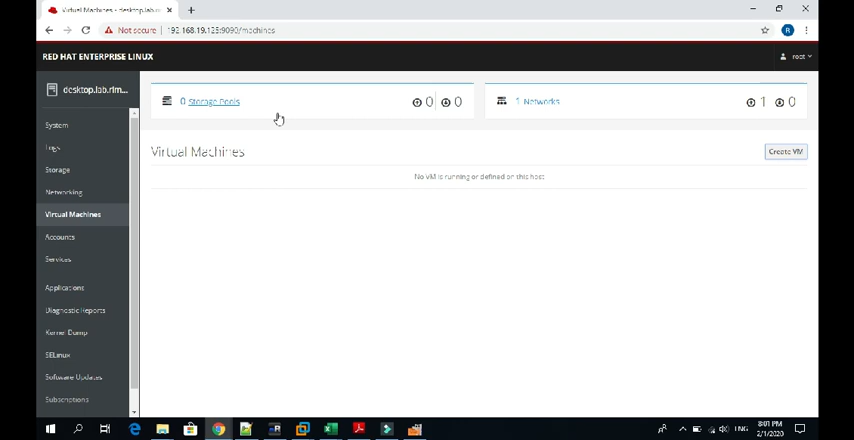 Virtual Machines - desktop.lab.rlm
Not secure | 192.168.19.125:9090/machines
R
RED HAT ENTERPRISE LINUX
root
desktop.lab.rlm...
0 Storage Pools
0 0
1 Networks
1 0
System
Logs
Storage
Networking
Virtual Machines
Accounts
Services
Applications
Diagnostic Reports
Kernel Dump
SELinux
Software Updates
Subscriptions
Virtual Machines
Create VM
No VM is running or defined on this host
ENG
8:01 PM
2/1/2020